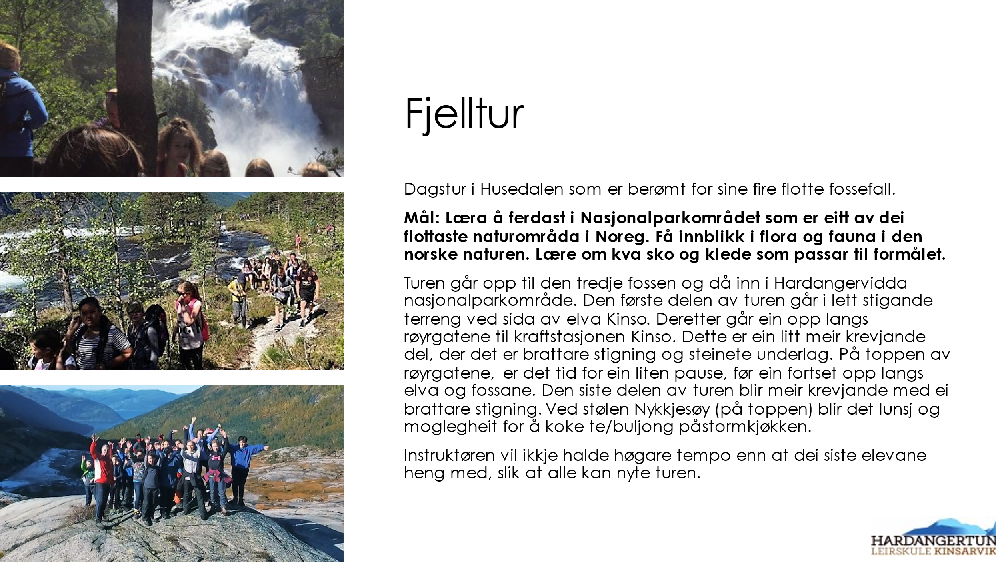 Fjelltur
Dagstur i Husedalen som er berømt for sine fire flotte fossefall.
Mål: Læra å ferdast i Nasjonalparkområdet som er eitt av dei
flottaste naturområda i Noreg. Få innblikk i flora og fauna i den
norske naturen. Lære om kva sko og klede som passar til formålet.
Turen går opp til den tredje fossen og då inn i Hardangervidda
nasjonalparkområde. Den første delen av turen går i lett stigande
terreng ved sida av elva Kinso. Deretter går ein opp langs
røyrgatene til kraftstasjonen Kinso. Dette er ein litt meir krevjande
del, der det er brattare stigning og steinete underlag. På toppen av
røyrgatene, er det tid for ein liten pause, før ein fortset opp langs
elva og fossane. Den siste delen av turen blir meir krevjande med ei
brattare stigning. Ved stølen Nykkjesøy (på toppen) blir det lunsj og
moglegheit for å koke te/buljong påstormkjøkken.
Instruktøren vil ikkje halde høgare tempo enn at dei siste elevane
heng med, slik at alle kan nyte turen.
HARDANGERTUN
LEIRSKULE KINSARVIK